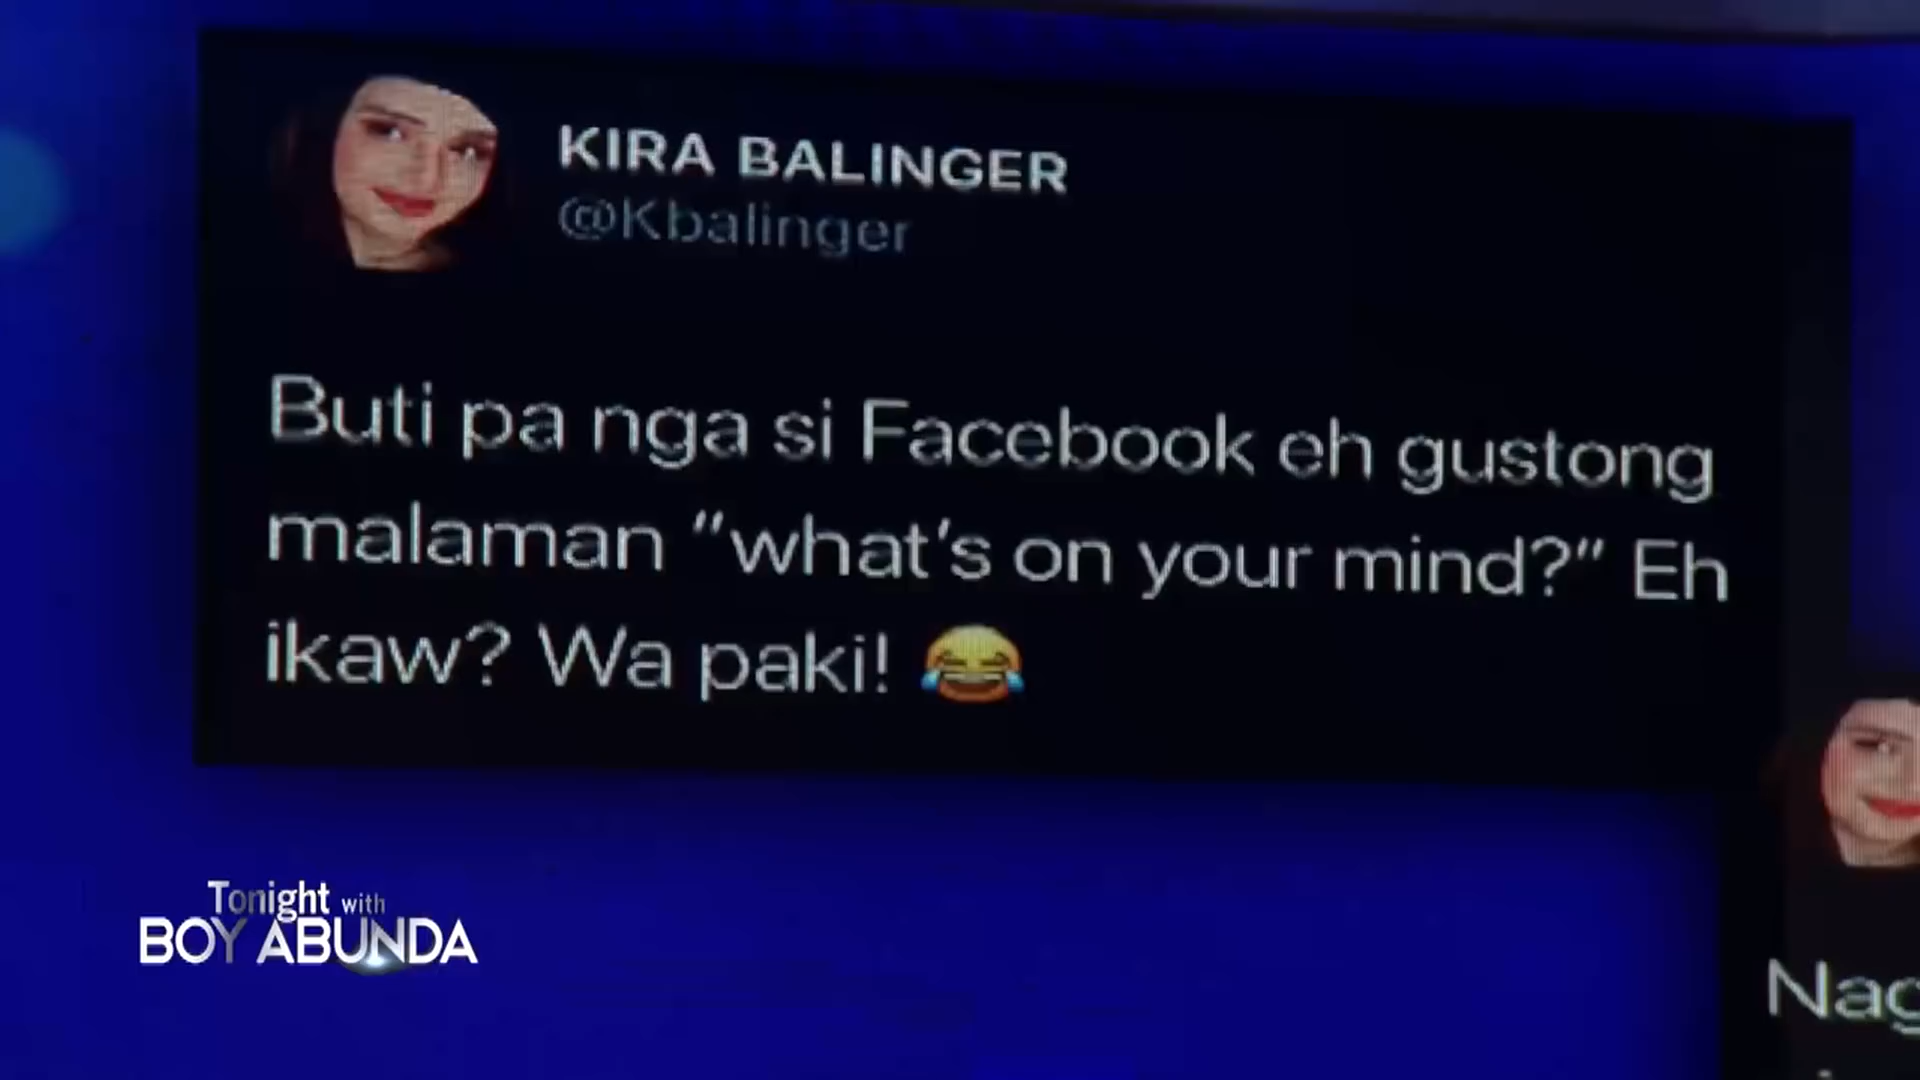 KIRA BALINGER
@Kbalinger
Buti pa nga si Facebook eh gustong
malaman “what’s on your mind?” Eh
ikaw? Wa paki! 😂
Tonight with
BOY ABUNDA